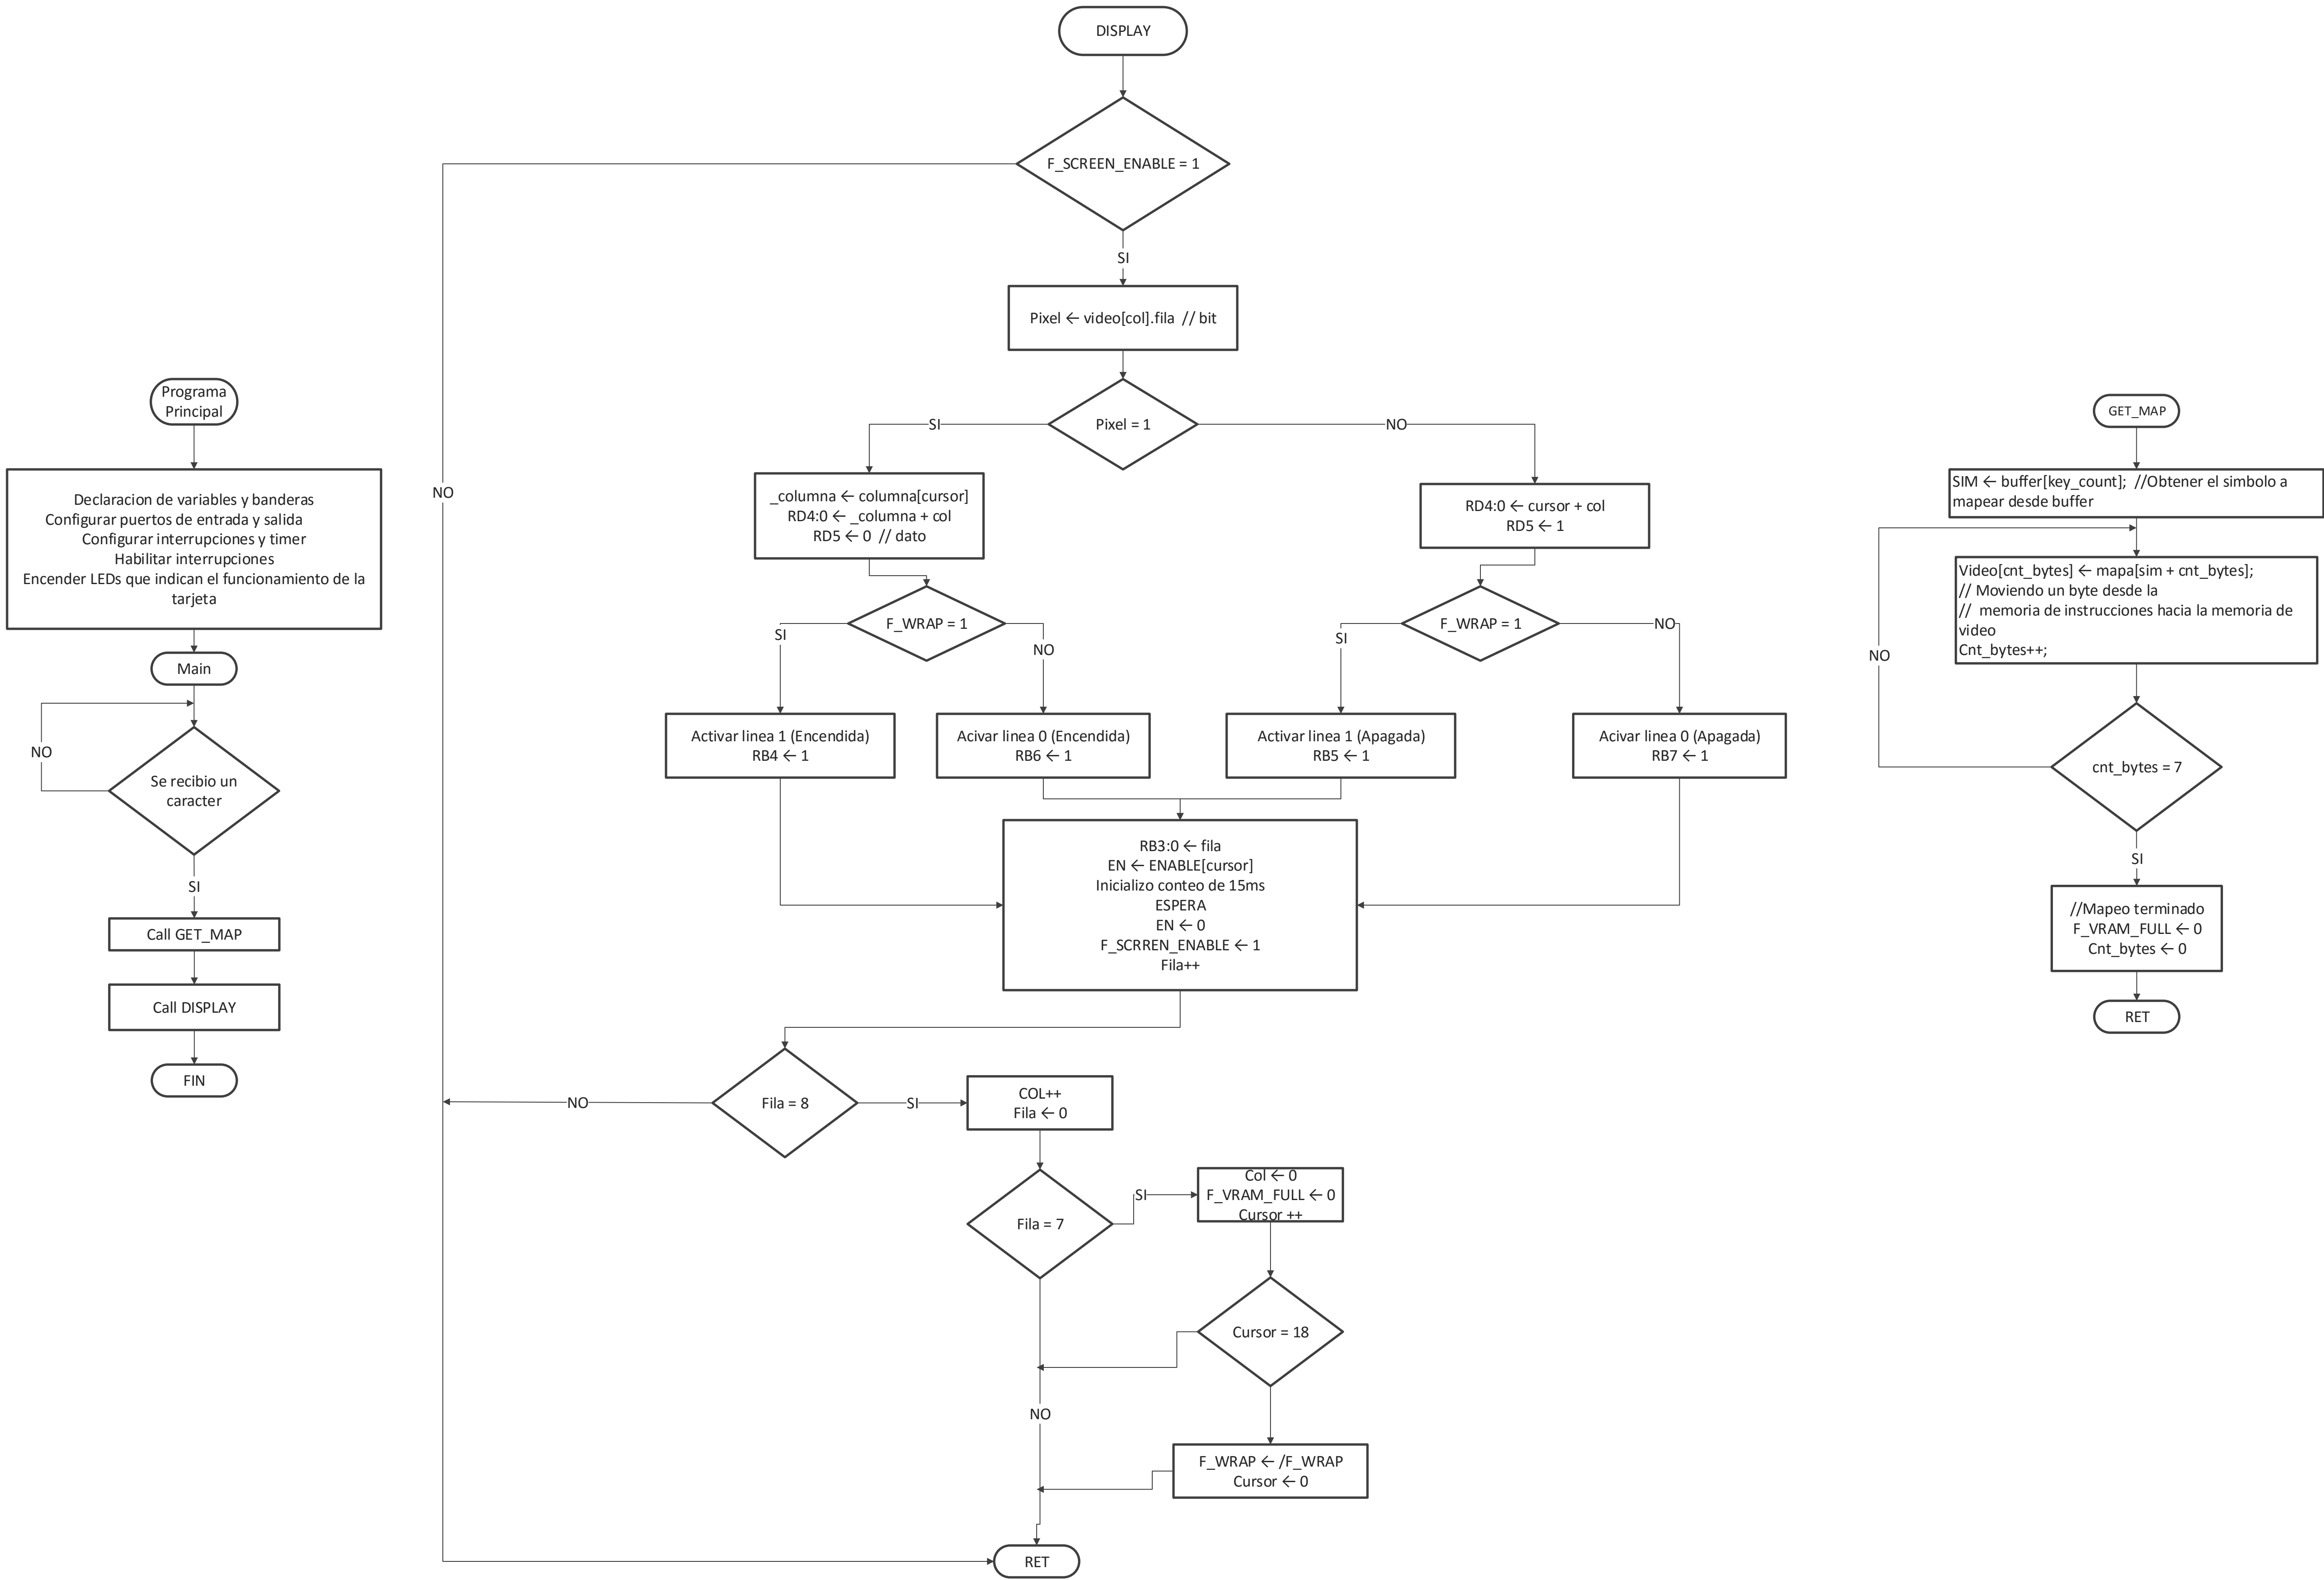 Programa
Principal
Declaracion de variables y banderas
Configurar puertos de entrada y salida
Configurar interrupciones y timer
Habilitar interrupciones
Encender LEDs que indican el funcionamiento de la
tarjeta
Main
NO
Se recibio un
caracter
SI
Call GET_MAP
Call DISPLAY
FIN
DISPLAY
F_SCREEN_ENABLE = 1
NO
SI
Pixel ← video[col].fila // bit
Pixel = 1
SI
NO
_columna ← columna[cursor]
RD4:0 ← _columna + col
RD5 ← 0 // dato
RD4:0 ← cursor + col
RD5 ← 1
F_WRAP = 1
SI
NO
F_WRAP = 1
SI
NO
Activar linea 1 (Encendida)
RB4 ← 1
Acivar linea 0 (Encendida)
RB6 ← 1
Activar linea 1 (Apagada)
RB5 ← 1
Acivar linea 0 (Apagada)
RB7 ← 1
RB3:0 ← fila
EN ← ENABLE[cursor]
Inicializo conteo de 15ms
ESPERA
EN ← 0
F_SCRREN_ENABLE ← 1
Fila++
Fila = 8
NO
SI
COL++
Fila ← 0
Fila = 7
SI
Col ← 0
F_VRAM_FULL ← 0
Cursor ++
Cursor = 18
NO
F_WRAP ← /F_WRAP
Cursor ← 0
RET
GET_MAP
SIM ← buffer[key_count]; //Obtener el simbolo a
mapear desde buffer
Video[cnt_bytes] ← mapa[sim + cnt_bytes];
// Moviendo un byte desde la
// memoria de instrucciones hacia la memoria de
video
Cnt_bytes++;
NO
cnt_bytes = 7
SI
//Mapeo terminado
F_VRAM_FULL ← 0
Cnt_bytes ← 0
RET